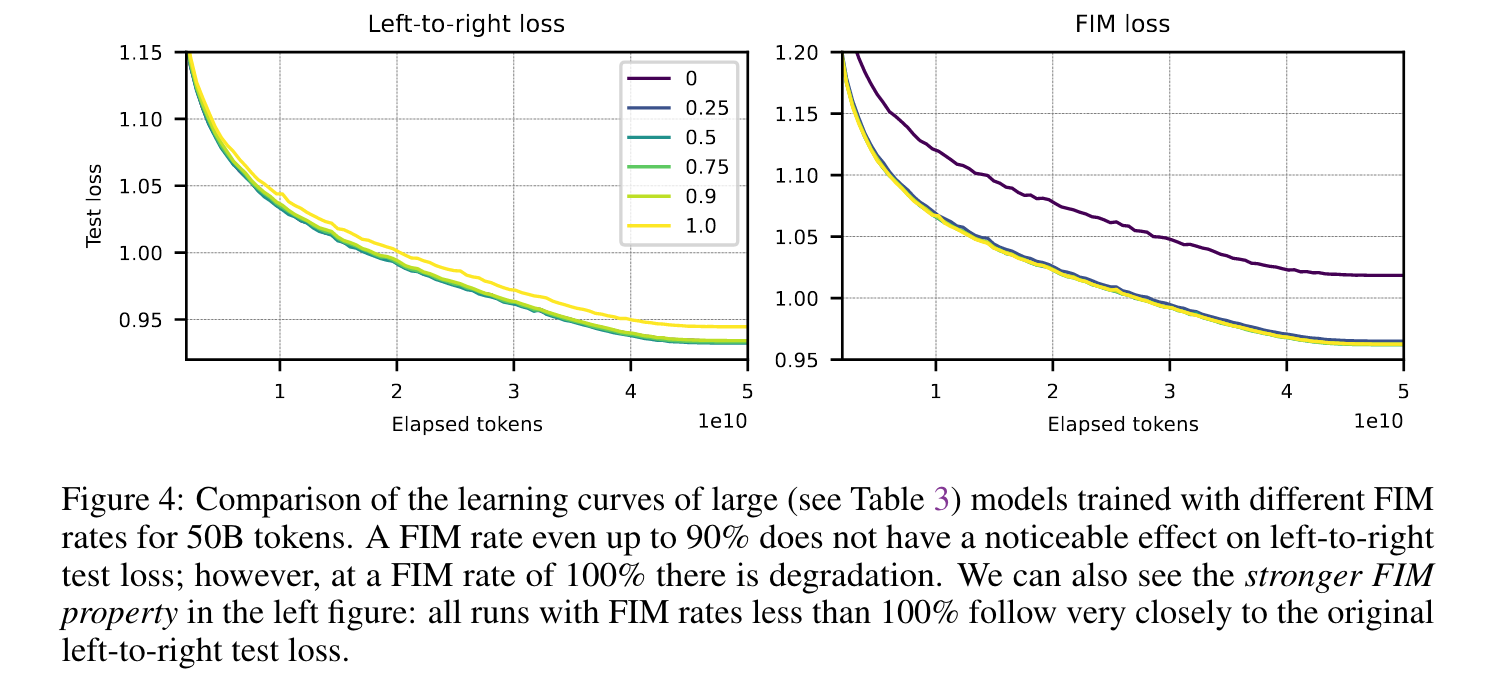 Left-to-right loss
1.15
1.10
1.05
1.00
0.95
Test loss
0
0.25
0.5
0.75
0.9
1.0
1 2 3 4 5
1e10
Elapsed tokens
FIM loss
1.20
1.15
1.10
1.05
1.00
0.95
1 2 3 4 5
1e10
Elapsed tokens
Figure 4: Comparison of the learning curves of large (see Table 3) models trained with different FIM
rates for 50B tokens. A FIM rate even up to 90% does not have a noticeable effect on left-to-right
test loss; however, at a FIM rate of 100% there is degradation. We can also see the stronger FIM
property in the left figure: all runs with FIM rates less than 100% follow very closely to the original
left-to-right test loss.